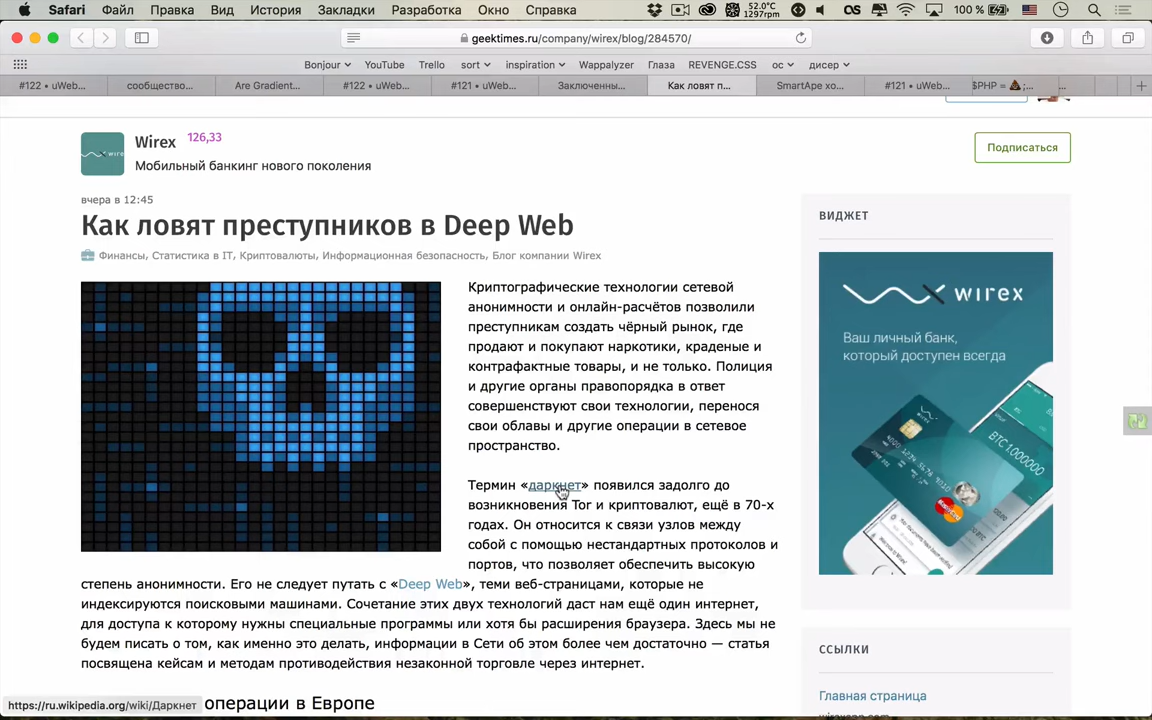 Safari Файл Правка Вид История Закладки Разработка Окно Справка 52.0°C 1297rpm 100 %
geektimes.ru/company/wirex/blog/284570/
Bonjour YouTube Trello sort inspiration Wappalyzer Глаза REVENGE.CSS ос дисер
#122 • uWeb... сообщество... Are Gradient... #122 • uWeb... #121 • uWeb... Заключенны... Как ловят п... SmartApe хо... #121 • uWeb... $PHP = 💩;...
Wirex 126,33
Мобильный банкинг нового поколения
Подписаться
вчера в 12:45
Как ловят преступников в Deep Web
Финансы, Статистика в IT, Криптовалюты, Информационная безопасность, Блог компании Wirex
Криптографические технологии сетевой
анонимности и онлайн-расчётов позволили
преступникам создать чёрный рынок, где
продают и покупают наркотики, краденые и
контрафактные товары, и не только. Полиция
и другие органы правопорядка в ответ
совершенствуют свои технологии, перенося
свои облавы и другие операции в сетевое
пространство.
Термин «даркнет» появился задолго до
возникновения Tor и криптовалют, ещё в 70-х
годах. Он относится к связи узлов между
собой с помощью нестандартных протоколов и
портов, что позволяет обеспечить высокую
степень анонимности. Его не следует путать с «Deep Web», теми веб-страницами, которые не
индексируются поисковыми машинами. Сочетание этих двух технологий даст нам ещё один интернет,
для доступа к которому нужны специальные программы или хотя бы расширения браузера. Здесь мы не
будем писать о том, как именно это делать, информации в Сети об этом более чем достаточно — статья
посвящена кейсам и методам противодействия незаконной торговле через интернет.
операции в Европе
https://ru.wikipedia.org/wiki/Даркнет
ВИДЖЕТ
wirex
Ваш личный банк,
который доступен всегда
wirex
BTC1.000000
MasterCard
ССЫЛКИ
Главная страница
wirexapp.com